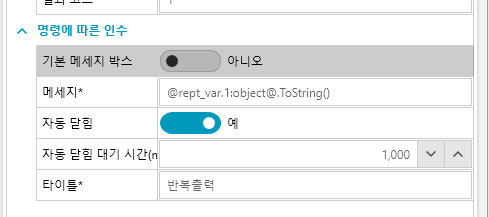 명령에 따른 인수
기본 메세지 박스 아니오
메세지* @rept_var.1:object@.ToString()
자동 닫힘 예
자동 닫힘 대기 시간(m 1,000
타이틀* 반복출력